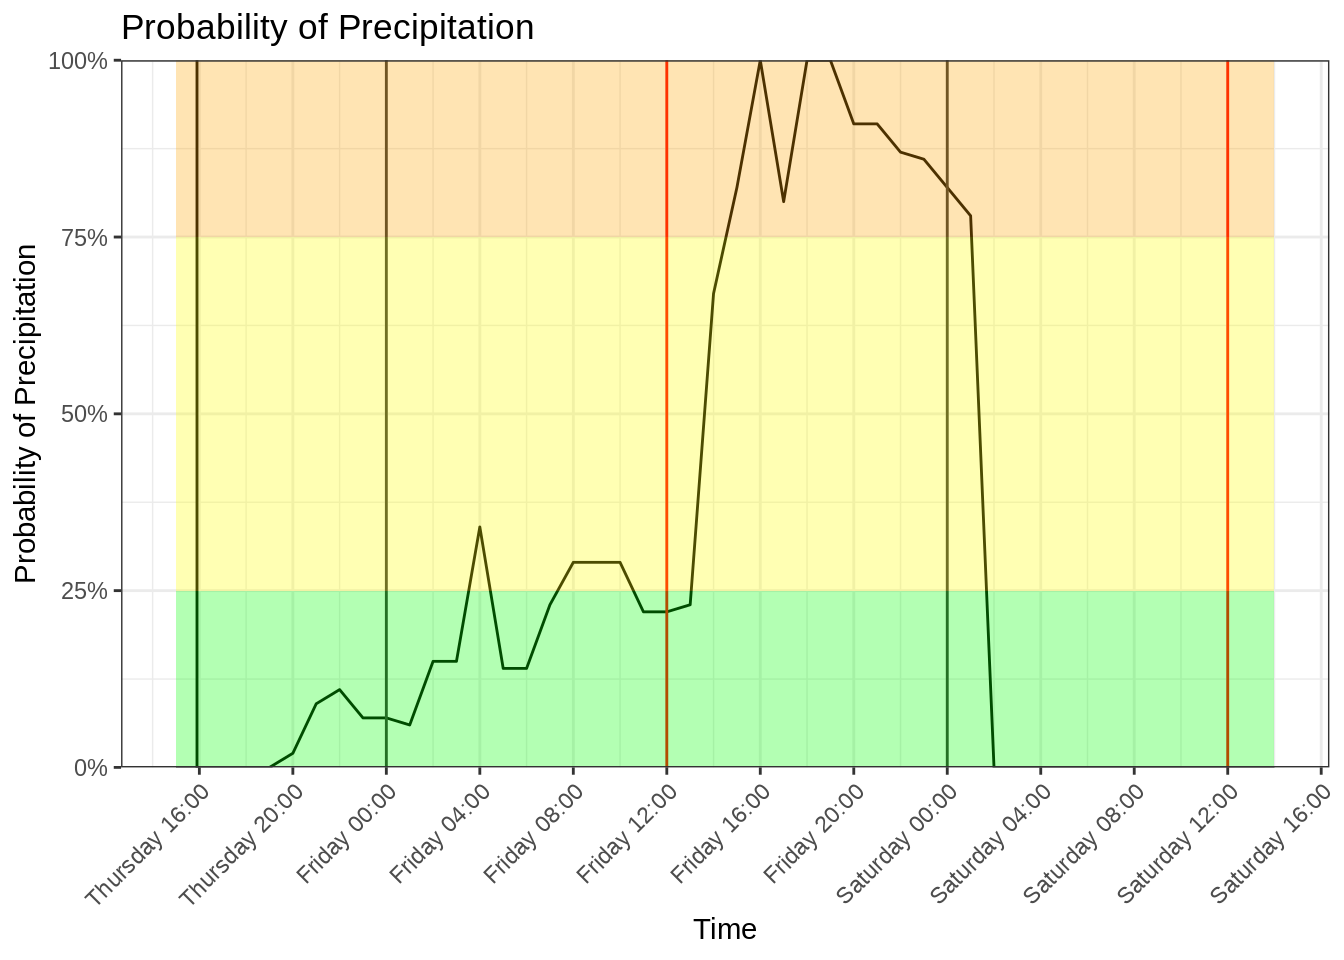 Probability of Precipitation
100%
75%
50%
25%
0%
Probability of Precipitation
Thursday 16:00
Thursday 20:00
Friday 00:00
Friday 04:00
Friday 08:00
Friday 12:00
Friday 16:00
Friday 20:00
Saturday 00:00
Saturday 04:00
Saturday 08:00
Saturday 12:00
Saturday 16:00
Time